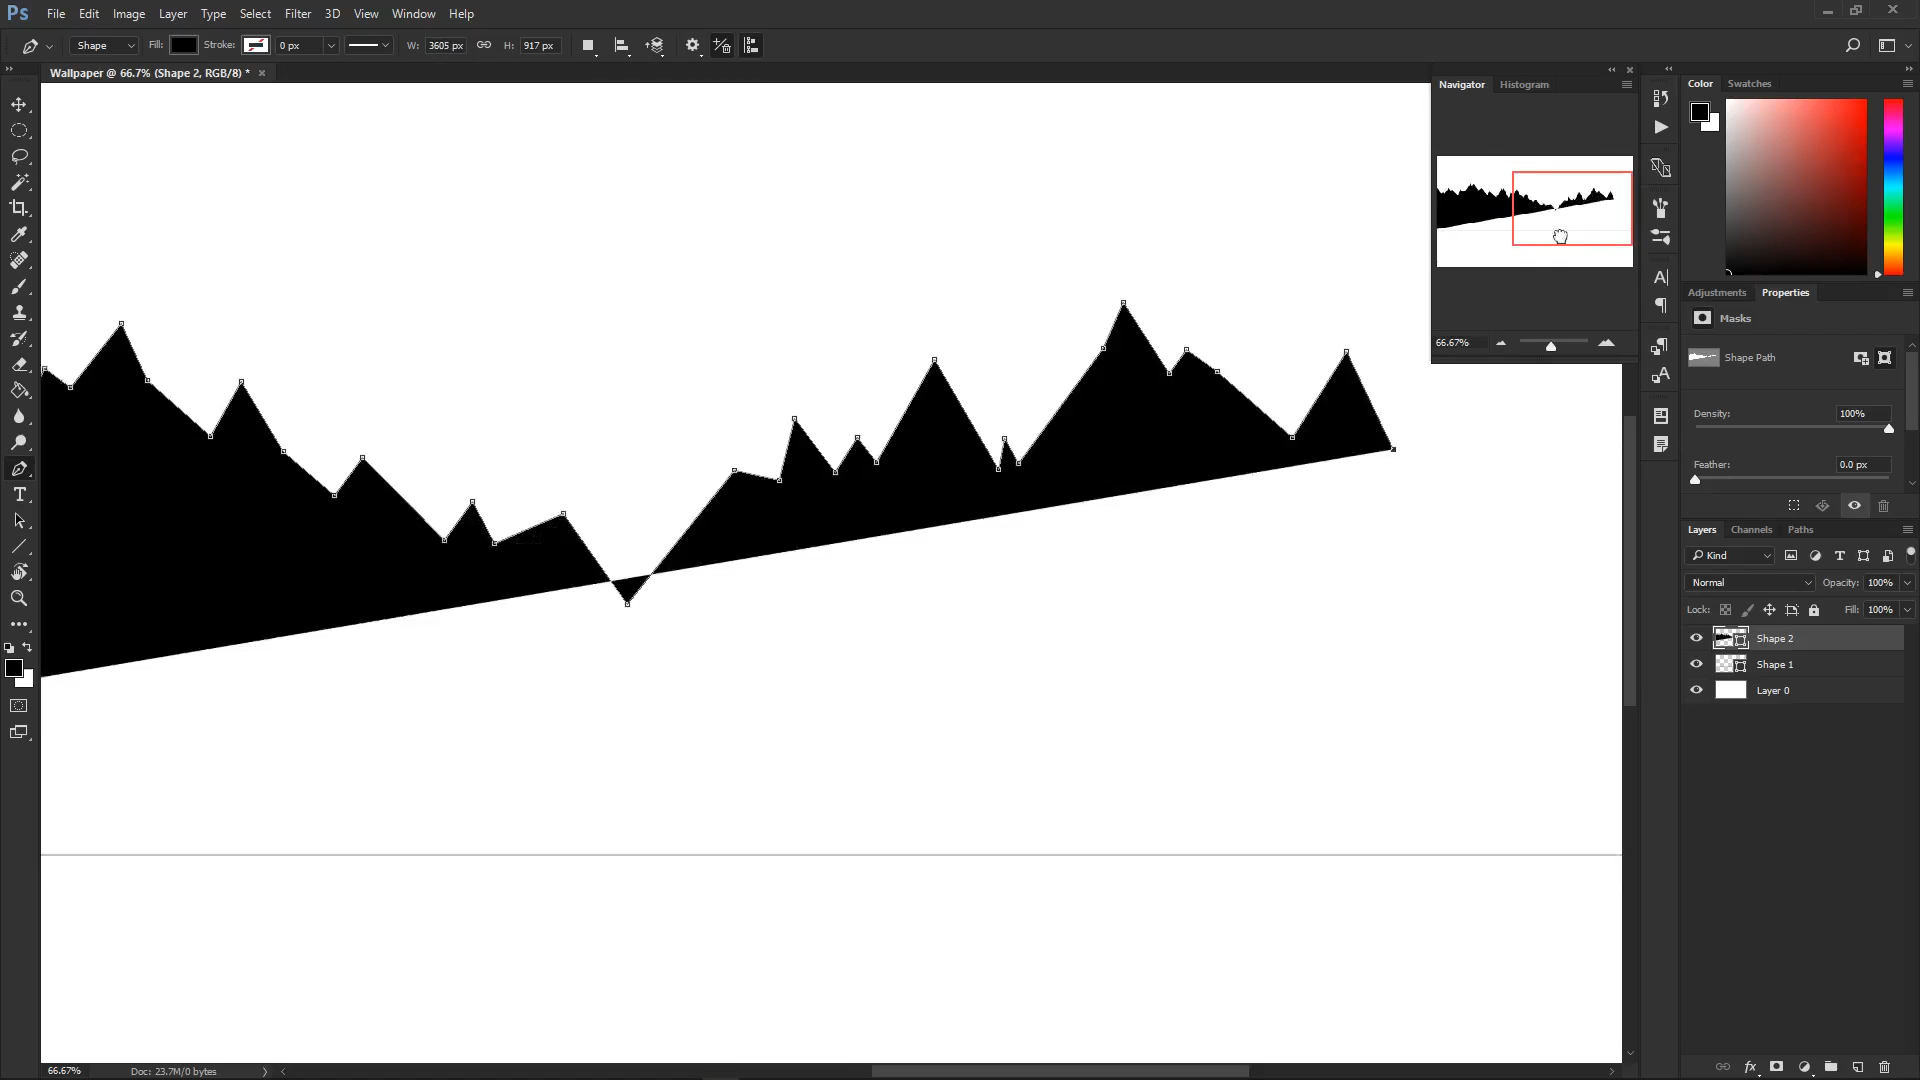 Ps File Edit Image Layer Type Select Filter 3D View Window Help
Shape Fill: Stroke: 0 px W: 3605 px H: 917 px
Wallpaper @ 66.7% (Shape 2, RGB/8) *
Navigator Histogram
66.67%
Color Swatches
Adjustments Properties
Masks
Shape Path
Density: 100%
Feather: 0.0 px
Layers Channels Paths
Kind
Normal Opacity: 100%
Lock: Fill: 100%
Shape 2
Shape 1
Layer 0
66.67% Doc: 23.7M/0 bytes